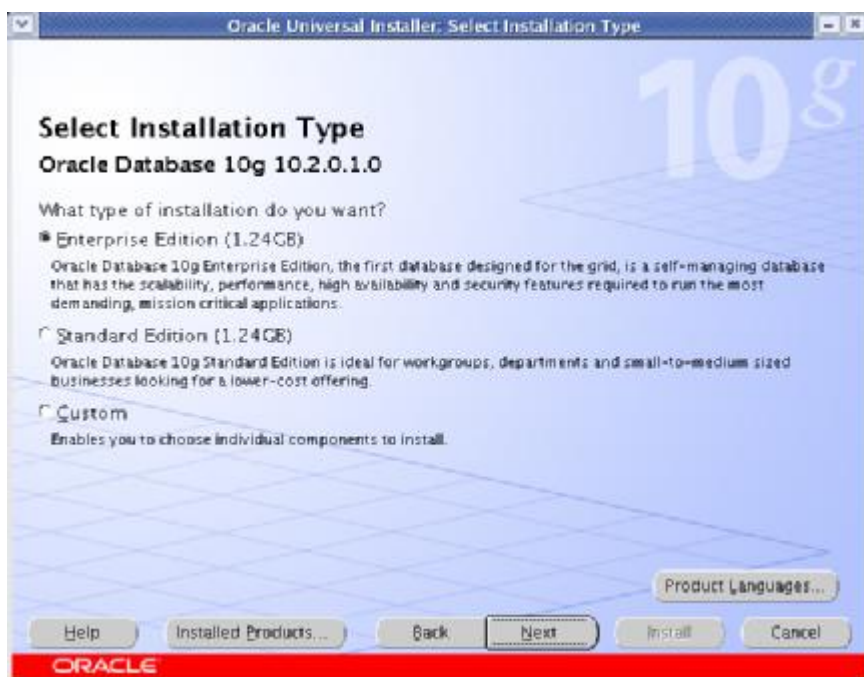 Oracle Universal Installer: Select Installation Type
10g
Select Installation Type
Oracle Database 10g 10.2.0.1.0
What type of installation do you want?
Enterprise Edition (1.24GB)
Oracle Database 10g Enterprise Edition, the first database designed for the grid, is a self-managing database
that has the scalability, performance, high availability and security features required to run the most
demanding, mission critical applications.
Standard Edition (1.24GB)
Oracle Database 10g Standard Edition is ideal for workgroups, departments and small-to-medium sized
businesses looking for a lower-cost offering.
Custom
Enables you to choose individual components to install.
Product Languages...
Help Installed Products... Back Next Install Cancel
ORACLE